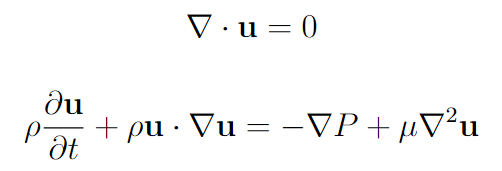 ∇ · 𝐮 = 0
ρ ∂𝐮/∂t + ρ𝐮 · ∇𝐮 = −∇P + μ∇²𝐮